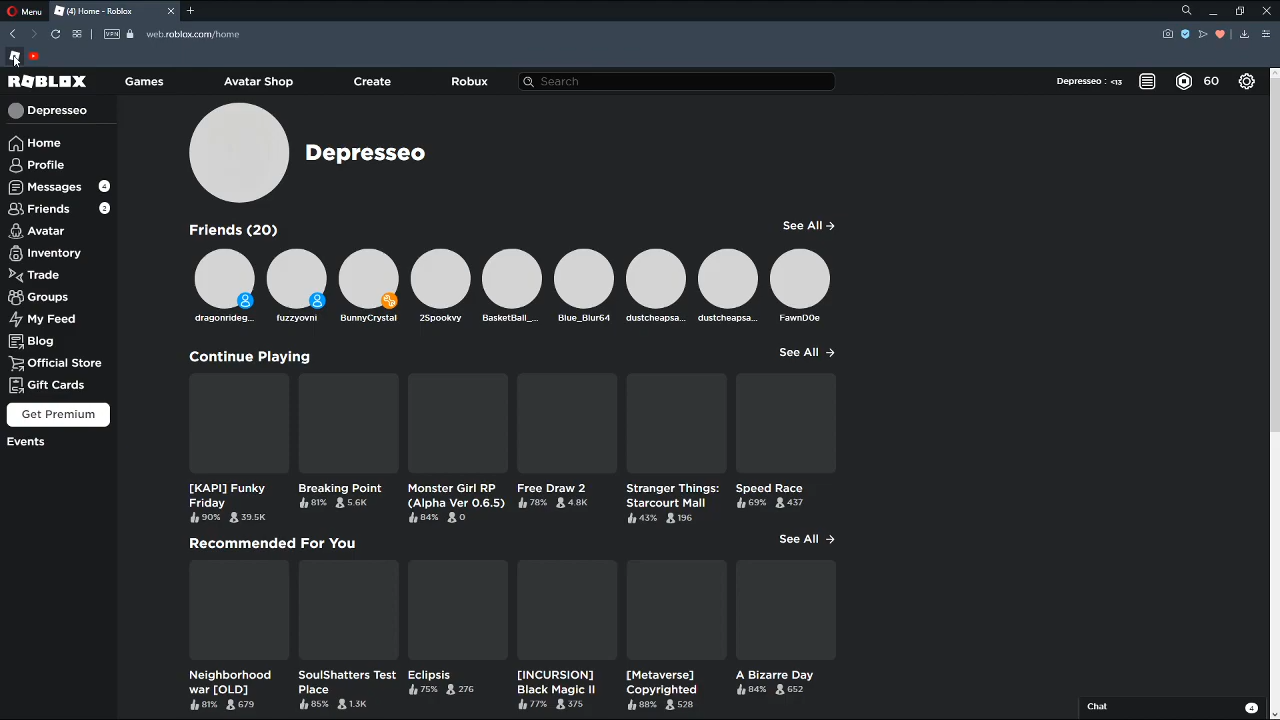 Menu
(4) Home - Roblox
VPN
web.roblox.com/home
ROBLOX
Games
Avatar Shop
Create
Robux
Search
Depresseo : <13
60
Depresseo
Home
Profile
Messages 4
Friends 2
Avatar
Inventory
Trade
Groups
My Feed
Blog
Official Store
Gift Cards
Get Premium
Events
Depresseo
Friends (20)
See All
dragonrideg...
fuzzyovni
BunnyCrystal
2Spookvy
BasketBall_...
Blue_Blur64
dustcheapsa...
dustcheapsa...
FawnD0e
Continue Playing
See All
[KAPI] Funky
Friday
90% 39.5K
Breaking Point
81% 5.6K
Monster Girl RP
(Alpha Ver 0.6.5)
84% 0
Free Draw 2
78% 4.8K
Stranger Things:
Starcourt Mall
43% 196
Speed Race
69% 437
Recommended For You
See All
Neighborhood
war [OLD]
81% 679
SoulShatters Test
Place
85% 1.3K
Eclipsis
75% 276
[INCURSION]
Black Magic II
77% 375
[Metaverse]
Copyrighted
88% 528
A Bizarre Day
84% 652
Chat
4